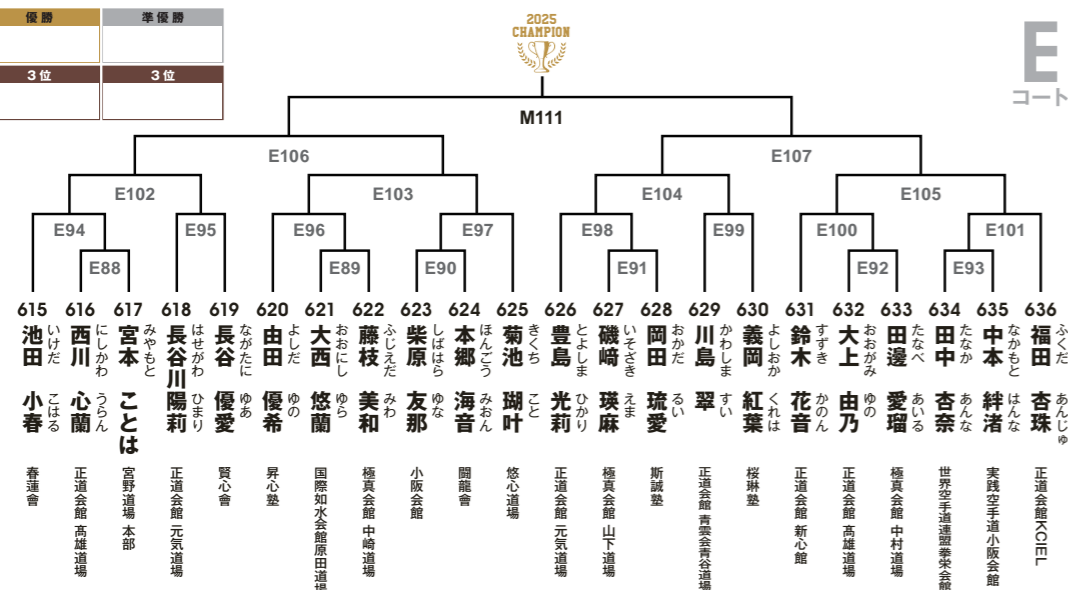 優勝
準優勝
3位
3位
2025
CHAMPION
E
コート
M111
E106
E107
E102
E103
E104
E105
E94
E95
E96
E97
E98
E99
E100
E101
E88
E89
E90
E91
E92
E93
615
池田 小春
いけだ こはる
春蓮會
616
西川 心蘭
にしかわ うらん
正道会館 髙雄道場
617
宮本 ことは
みやもと
宮野道場 本部
618
長谷川 陽莉
はせがわ ひまり
正道会館 元気道場
619
長谷 優愛
ながたに ゆあ
賢心會
620
由田 優希
よしだ ゆの
昇心塾
621
大西 悠蘭
おおにし ゆら
国際如水会館原田道場
622
藤枝 美和
ふじえだ みわ
極真会館 中崎道場
623
柴原 友那
しばはら ゆな
小阪会館
624
本郷 海音
ほんごう みおん
闘龍會
625
菊池 瑚叶
きくち こと
悠心道場
626
豊島 光莉
とよしま ひかり
正道会館 元気道場
627
磯﨑 瑛麻
いそざき えま
極真会館 山下道場
628
岡田 琉愛
おかだ るい
斯誠塾
629
川島 翠
かわしま すい
正道会館 青雲会青谷道場
630
義岡 紅葉
よしおか くれは
桜琳塾
631
鈴木 花音
すずき かのん
正道会館 新心館
632
大上 由乃
おおがみ ゆの
正道会館 髙雄道場
633
田邊 愛瑠
たなべ あいる
極真会館 中村道場
634
田中 杏奈
たなか あんな
世界空手道連盟拳栄会館
635
中本 絆渚
なかもと はんな
実践空手道小阪会館
636
福田 杏珠
ふくだ あんじゅ
正道会館KCIEL